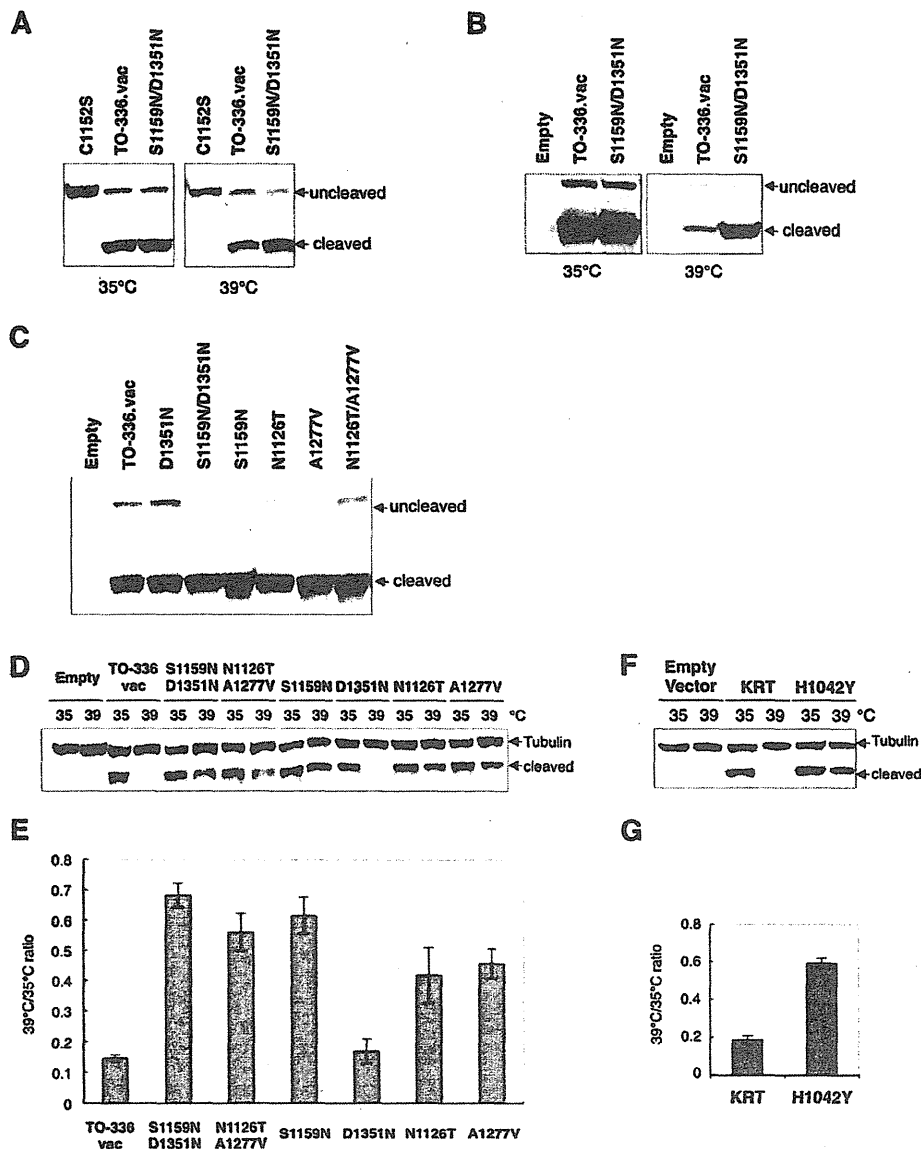 A
C1152S
TO-336.vac
S1159N/D1351N
C1152S
TO-336.vac
S1159N/D1351N
uncleaved
cleaved
35°C
39°C
B
Empty
TO-336.vac
S1159N/D1351N
Empty
TO-336.vac
S1159N/D1351N
uncleaved
cleaved
35°C
39°C
C
Empty
TO-336.vac
D1351N
S1159N/D1351N
S1159N
N1126T
A1277V
N1126T/A1277V
uncleaved
cleaved
D
Empty
TO-336 vac
S1159N D1351N
N1126T A1277V
S1159N
D1351N
N1126T
A1277V
35 39 35 39 35 39 35 39 35 39 35 39 35 39 35 39 °C
Tubulin
cleaved
F
Empty Vector
KRT
H1042Y
35 39 35 39 35 39 °C
Tubulin
cleaved
E
39°C/35°C ratio
0.8
0.7
0.6
0.5
0.4
0.3
0.2
0.1
0
TO-336 vac
S1159N D1351N
N1126T A1277V
S1159N
D1351N
N1126T
A1277V
G
39°C/35°C ratio
0.8
0.6
0.4
0.2
0
KRT
H1042Y